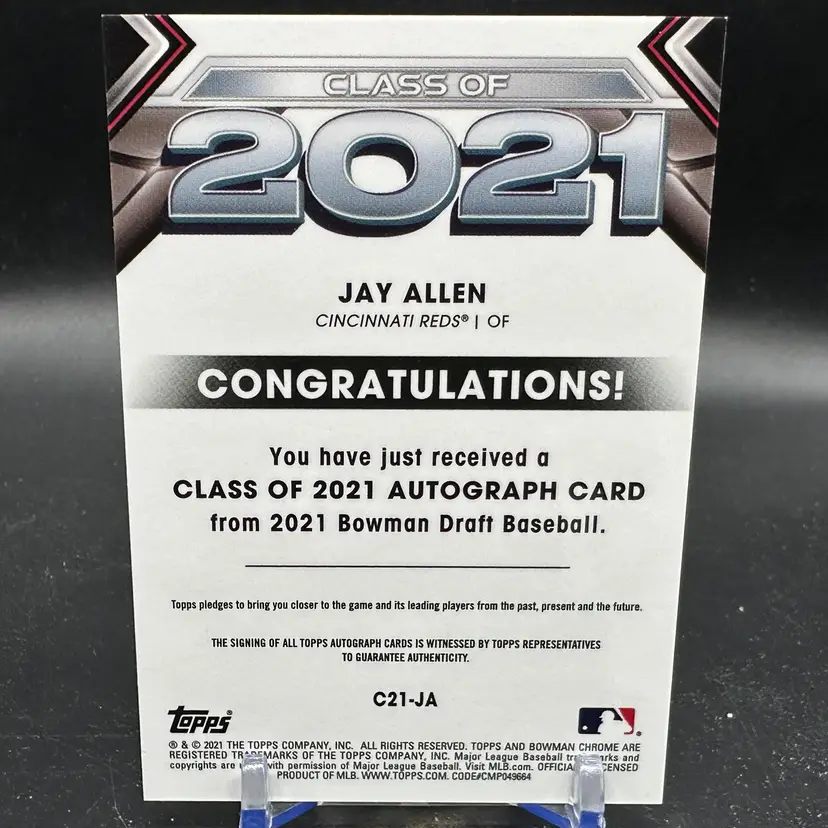 CLASS OF
2021
JAY ALLEN
CINCINNATI REDS® | OF
CONGRATULATIONS!
You have just received a
CLASS OF 2021 AUTOGRAPH CARD
from 2021 Bowman Draft Baseball.
Topps pledges to bring you closer to the game and its leading players from the past, present and the future.
THE SIGNING OF ALL TOPPS AUTOGRAPH CARDS IS WITNESSED BY TOPPS REPRESENTATIVES
TO GUARANTEE AUTHENTICITY.
C21-JA
topps®
® & © 2021 THE TOPPS COMPANY, INC. ALL RIGHTS RESERVED. TOPPS AND BOWMAN CHROME ARE
REGISTERED TRADEMARKS OF THE TOPPS COMPANY, INC. Major League Baseball trademarks and
copyrights are with permission of Major League Baseball. Visit MLB.com. OFFICIALLY LICENSED
PRODUCT OF MLB. WWW.TOPPS.COM. CODE#CMP049664